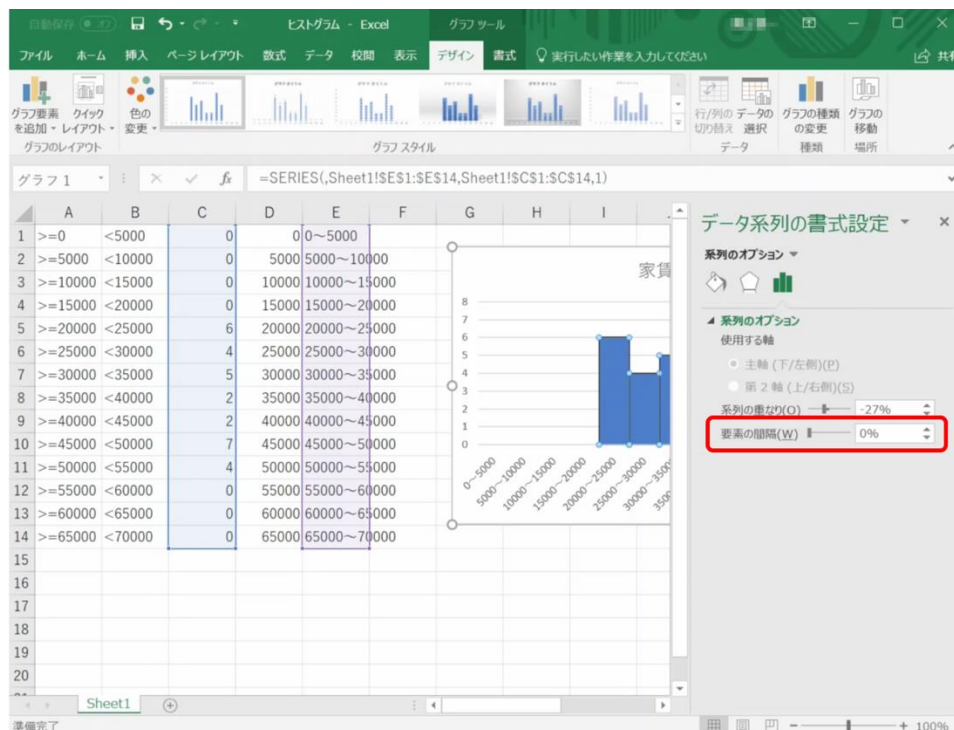 自動保存 オフ ヒストグラム - Excel グラフ ツール
ファイル ホーム 挿入 ページ レイアウト 数式 データ 校閲 表示 デザイン 書式 実行したい作業を入力してください 共有
グラフ要素 クイック 色の 行/列の データの グラフの種類 グラフの
を追加 レイアウト 変更 切り替え 選択 の変更 移動
グラフのレイアウト グラフ スタイル データ 種類 場所
グラフ 1 fx =SERIES(,Sheet1!$E$1:$E$14,Sheet1!$C$1:$C$14,1)
A B C D E F G H I
1 >=0 <5000 0 0 0～5000
2 >=5000 <10000 0 5000 5000～10000
3 >=10000 <15000 0 10000 10000～15000
4 >=15000 <20000 0 15000 15000～20000
5 >=20000 <25000 6 20000 20000～25000
6 >=25000 <30000 4 25000 25000～30000
7 >=30000 <35000 5 30000 30000～35000
8 >=35000 <40000 2 35000 35000～40000
9 >=40000 <45000 2 40000 40000～45000
10 >=45000 <50000 7 45000 45000～50000
11 >=50000 <55000 4 50000 50000～55000
12 >=55000 <60000 0 55000 55000～60000
13 >=60000 <65000 0 60000 60000～65000
14 >=65000 <70000 0 65000 65000～70000
15
16
17
18
19
20
家賃
8
7
6
5
4
3
2
1
0
0～5000
5000～10000
10000～15000
15000～20000
20000～25000
25000～30000
データ系列の書式設定
系列のオプション
系列のオプション
使用する軸
主軸 (下/左側)(P)
第 2 軸 (上/右側)(S)
系列の重なり(O) -27%
要素の間隔(W) 0%
Sheet1
準備完了 100%